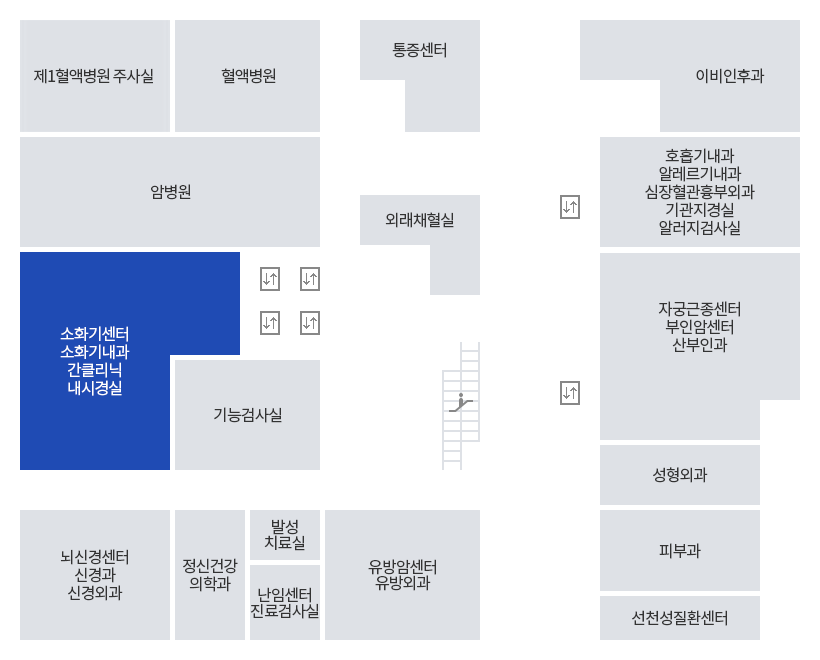 제1혈액병원 주사실
혈액병원
통증센터
이비인후과
암병원
외래채혈실
호흡기내과
알레르기내과
심장혈관흉부외과
기관지경실
알러지검사실
소화기센터
소화기내과
간클리닉
내시경실
기능검사실
자궁근종센터
부인암센터
산부인과
성형외과
뇌신경센터
신경과
신경외과
정신건강
의학과
발성
치료실
난임센터
진료검사실
유방암센터
유방외과
피부과
선천성질환센터